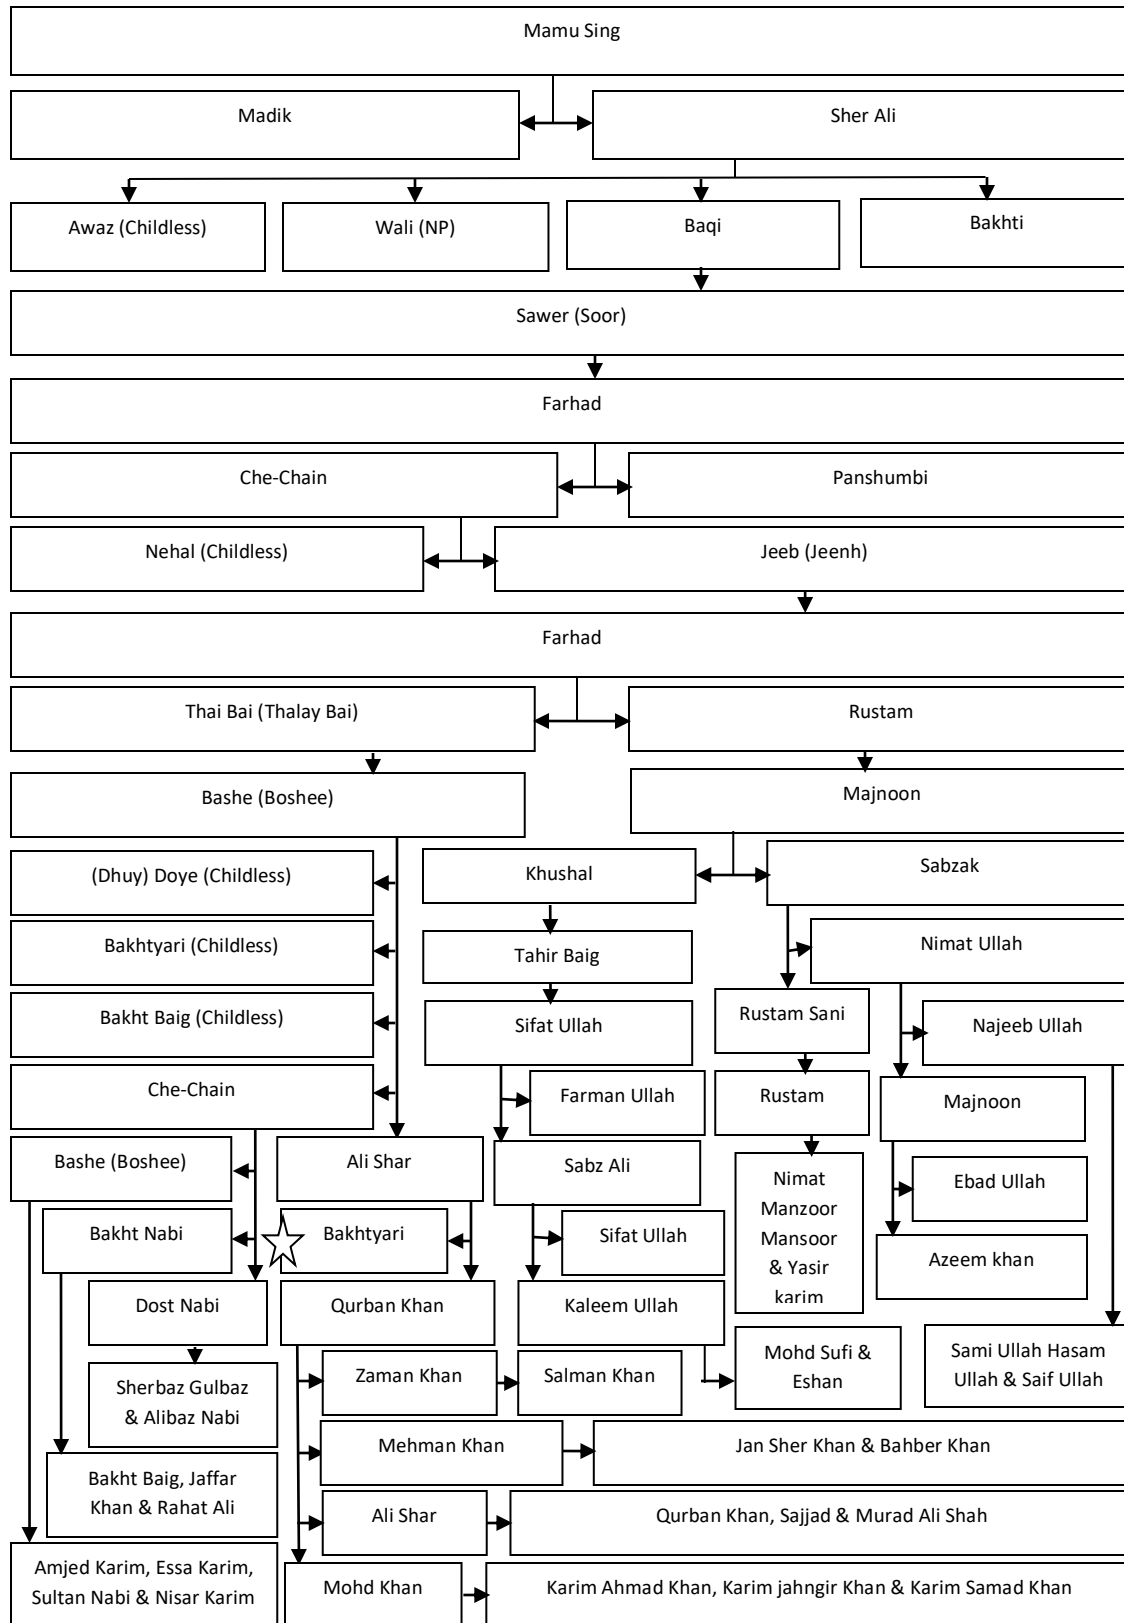 Mamu Sing
Madik
Sher Ali
Awaz (Childless)
Wali (NP)
Baqi
Bakhti
Sawer (Soor)
Farhad
Che-Chain
Panshumbi
Nehal (Childless)
Jeeb (Jeenh)
Farhad
Thai Bai (Thalay Bai)
Rustam
Bashe (Boshee)
Majnoon
(Dhuy) Doye (Childless)
Khushal
Sabzak
Bakhtyari (Childless)
Tahir Baig
Nimat Ullah
Bakht Baig (Childless)
Sifat Ullah
Rustam Sani
Najeeb Ullah
Che-Chain
Farman Ullah
Rustam
Majnoon
Bashe (Boshee)
Ali Shar
Sabz Ali
Nimat
Manzoor
Mansoor
& Yasir
karim
Ebad Ullah
Bakht Nabi
Bakhtyari
Sifat Ullah
Azeem khan
Dost Nabi
Qurban Khan
Kaleem Ullah
Mohd Sufi &
Eshan
Sami Ullah Hasam
Ullah & Saif Ullah
Sherbaz Gulbaz
& Alibaz Nabi
Zaman Khan
Salman Khan
Mehman Khan
Jan Sher Khan & Bahber Khan
Bakht Baig, Jaffar
Khan & Rahat Ali
Ali Shar
Qurban Khan, Sajjad & Murad Ali Shah
Amjed Karim, Essa Karim,
Sultan Nabi & Nisar Karim
Mohd Khan
Karim Ahmad Khan, Karim jahngir Khan & Karim Samad Khan